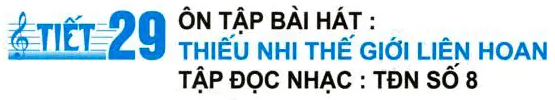 TIẾT 29
ÔN TẬP BÀI HÁT :
THIẾU NHI THẾ GIỚI LIÊN HOAN
TẬP ĐỌC NHẠC : TĐN SỐ 8